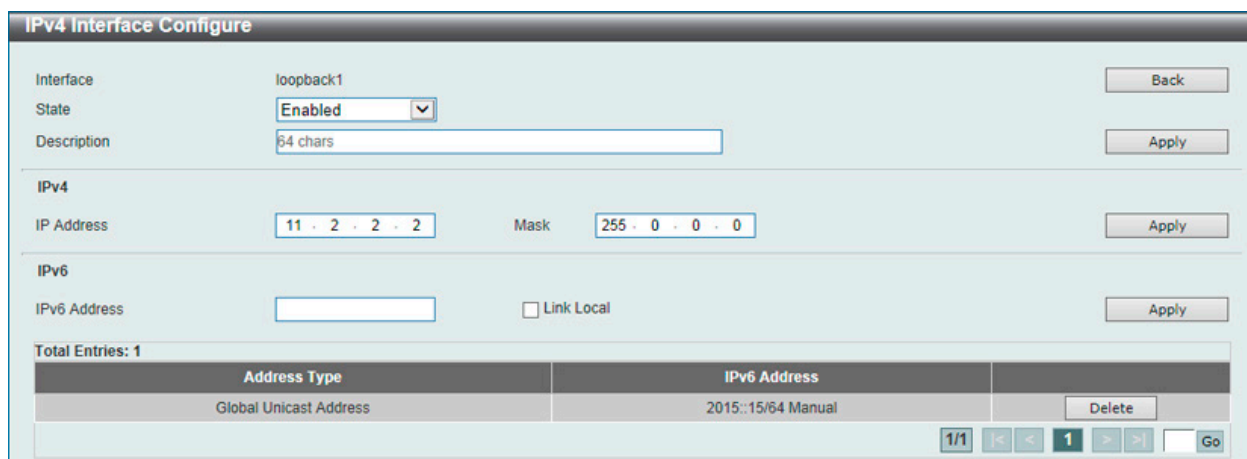 IPv4 Interface Configure
Interface loopback1 Back
State Enabled
Description 64 chars Apply
IPv4
IP Address 11 . 2 . 2 . 2 Mask 255 . 0 . 0 . 0 Apply
IPv6
IPv6 Address Link Local Apply
Total Entries: 1
Address Type IPv6 Address
Global Unicast Address 2015::15/64 Manual Delete
1/1 |< < 1 > >| Go